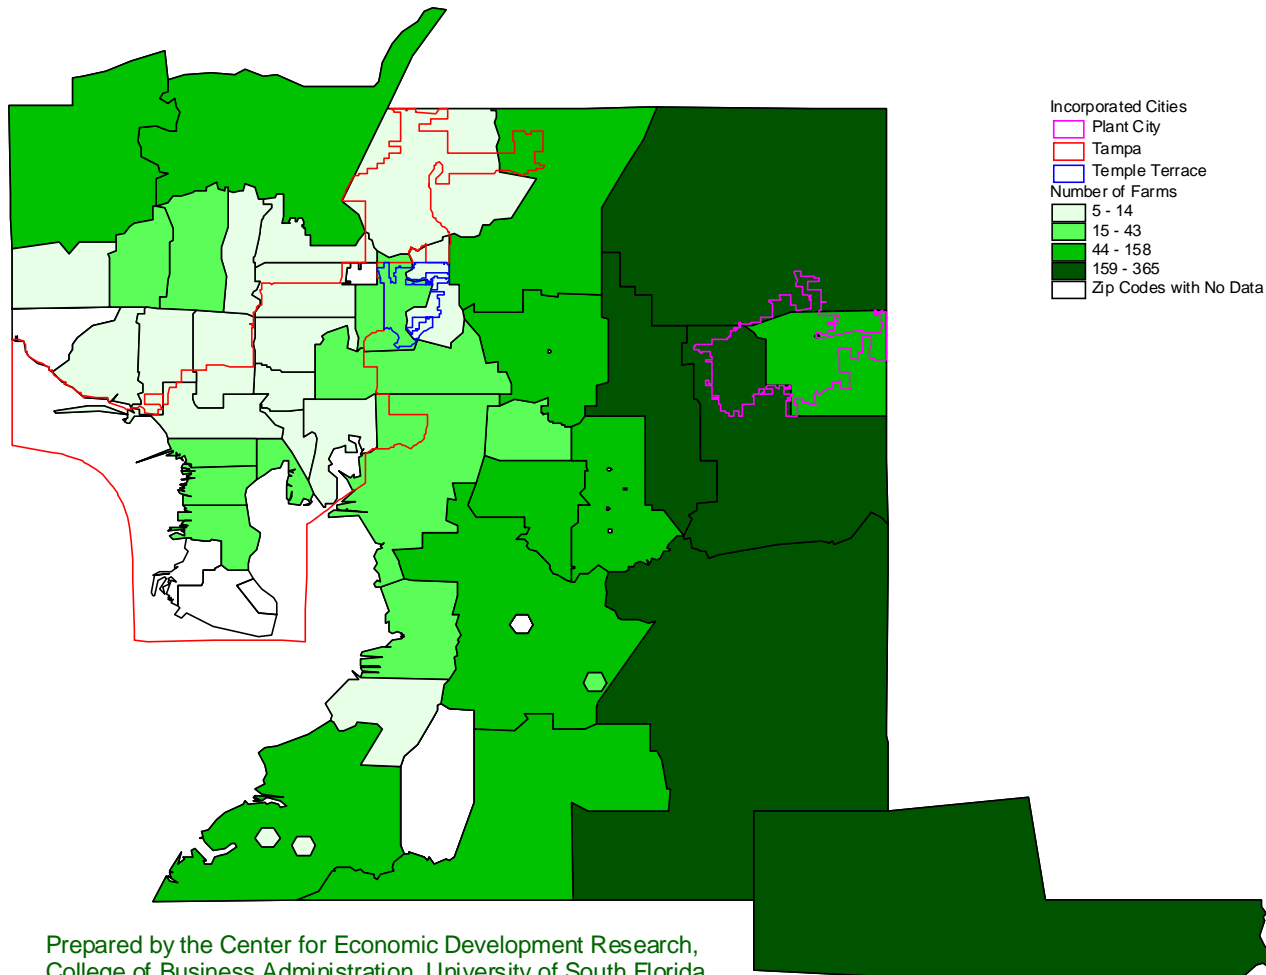 Incorporated Cities
Plant City
Tampa
Temple Terrace
Number of Farms
5 - 14
15 - 43
44 - 158
159 - 365
Zip Codes with No Data
Prepared by the Center for Economic Development Research,
College of Business Administration, University of South Florida